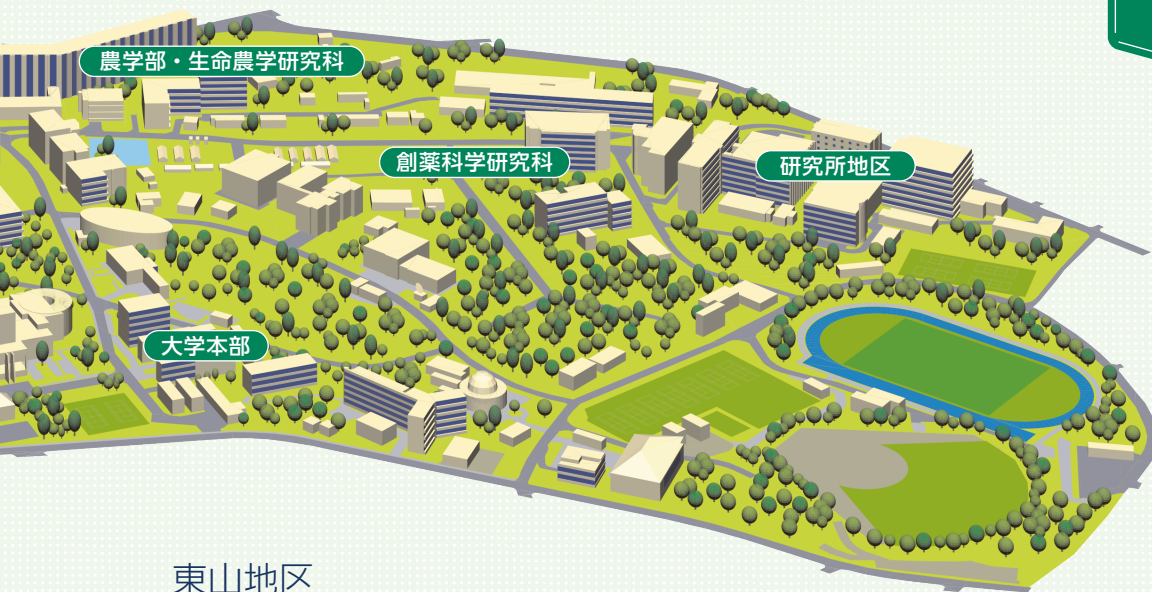 農学部・生命農学研究科
創薬科学研究科
研究所地区
大学本部
東山地区